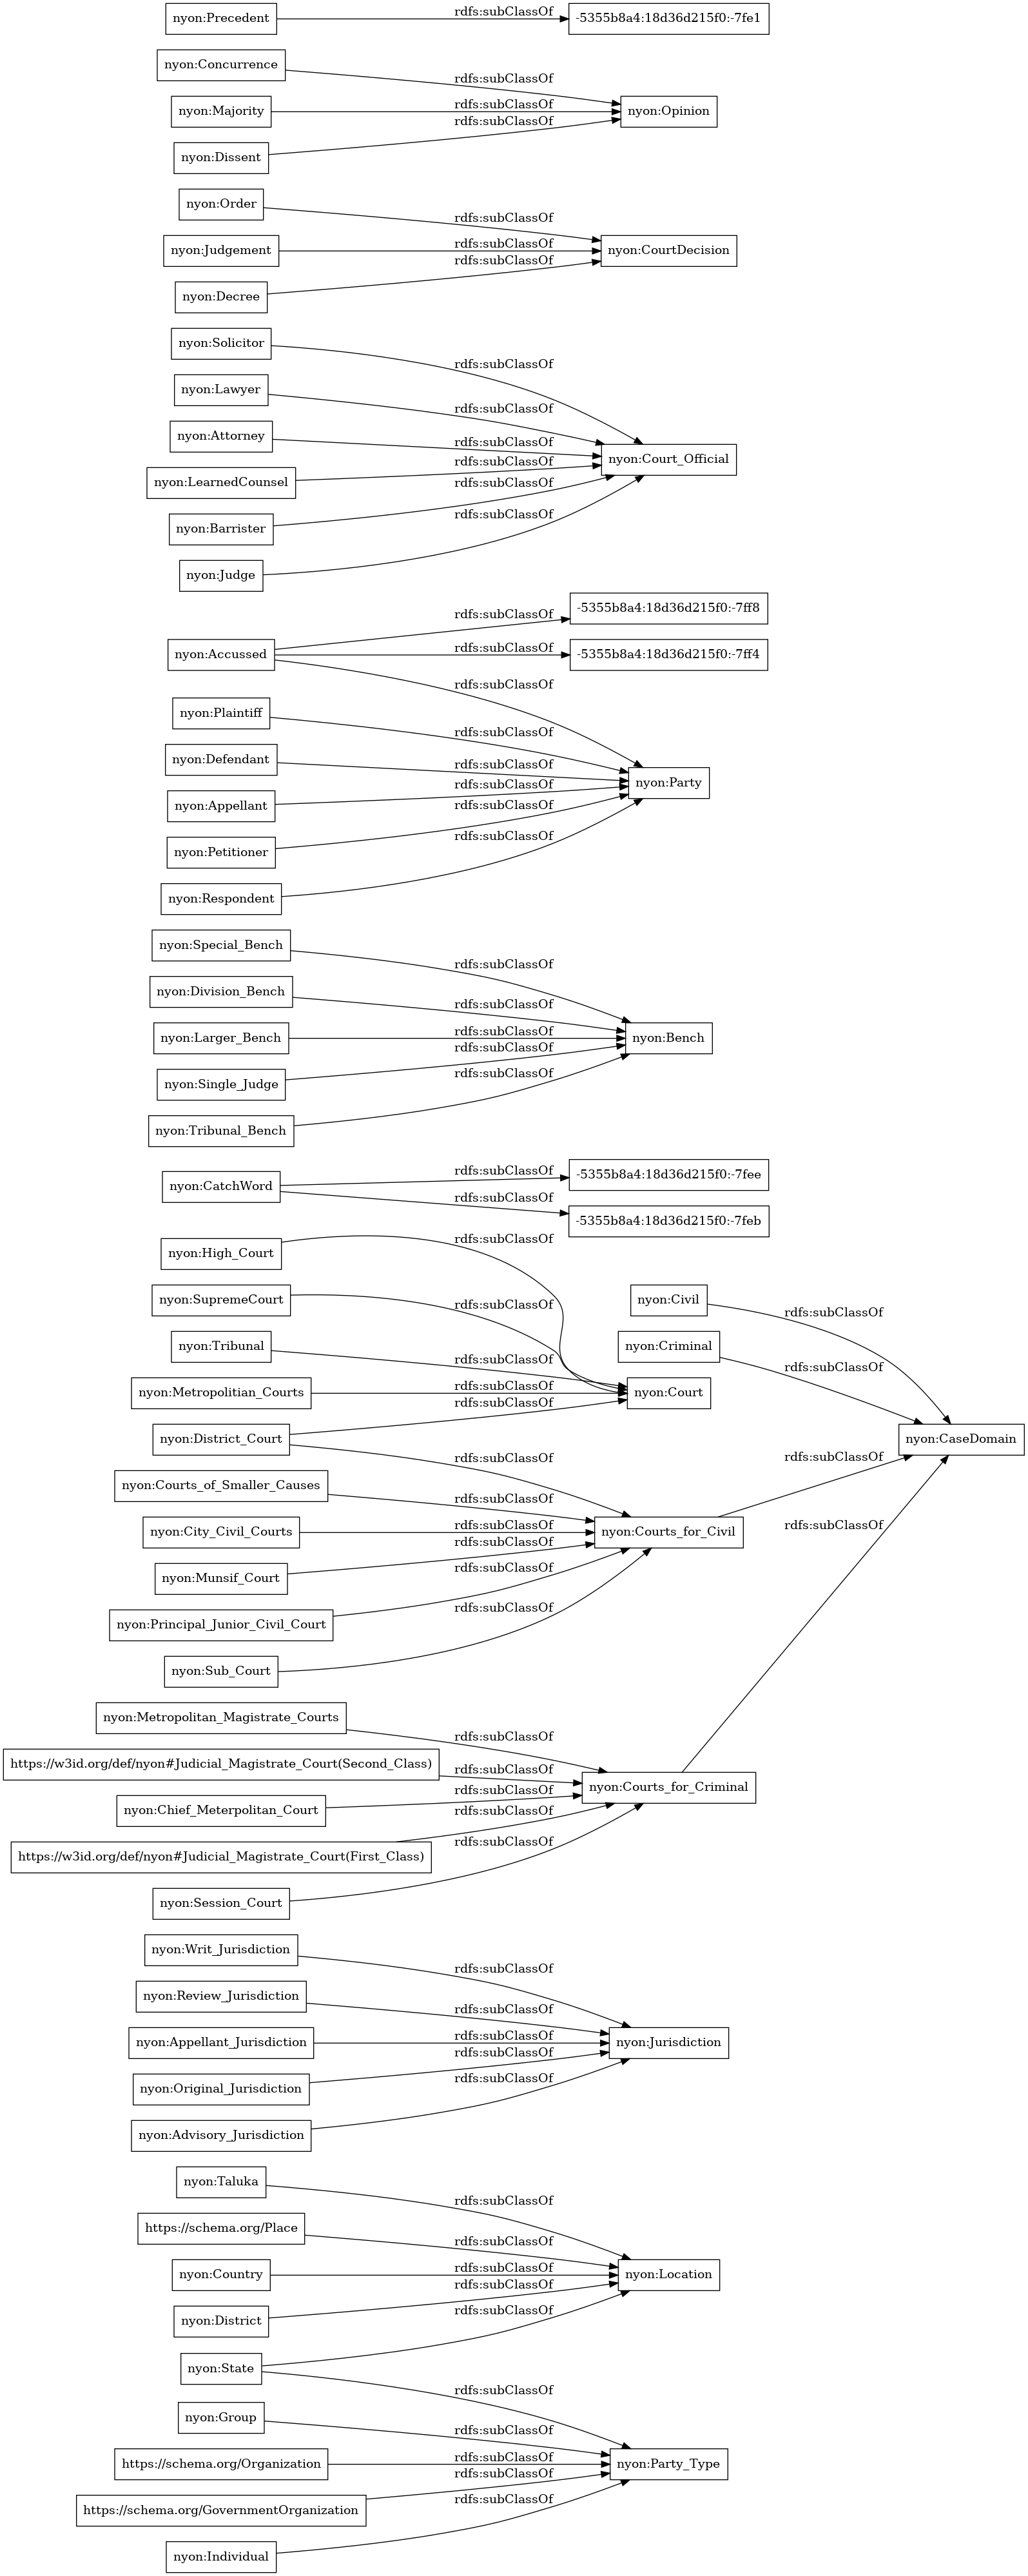 nyon:Precedent
rdfs:subClassOf
-5355b8a4:18d36d215f0:-7fe1
nyon:Concurrence
rdfs:subClassOf
nyon:Majority
rdfs:subClassOf
nyon:Opinion
rdfs:subClassOf
nyon:Dissent
nyon:Order
rdfs:subClassOf
nyon:Judgement
rdfs:subClassOf
nyon:CourtDecision
rdfs:subClassOf
nyon:Decree
nyon:Solicitor
rdfs:subClassOf
nyon:Lawyer
rdfs:subClassOf
nyon:Attorney
rdfs:subClassOf
nyon:Court_Official
rdfs:subClassOf
nyon:LearnedCounsel
rdfs:subClassOf
nyon:Barrister
rdfs:subClassOf
nyon:Judge
-5355b8a4:18d36d215f0:-7ff8
rdfs:subClassOf
nyon:Accussed
rdfs:subClassOf
-5355b8a4:18d36d215f0:-7ff4
rdfs:subClassOf
nyon:Plaintiff
rdfs:subClassOf
nyon:Defendant
rdfs:subClassOf
nyon:Party
rdfs:subClassOf
nyon:Appellant
rdfs:subClassOf
nyon:Petitioner
rdfs:subClassOf
nyon:Respondent
nyon:Special_Bench
rdfs:subClassOf
nyon:Division_Bench
rdfs:subClassOf
nyon:Larger_Bench
rdfs:subClassOf
nyon:Bench
rdfs:subClassOf
nyon:Single_Judge
rdfs:subClassOf
nyon:Tribunal_Bench
rdfs:subClassOf
-5355b8a4:18d36d215f0:-7fee
nyon:CatchWord
rdfs:subClassOf
-5355b8a4:18d36d215f0:-7feb
rdfs:subClassOf
nyon:High_Court
nyon:SupremeCourt
rdfs:subClassOf
nyon:Civil
rdfs:subClassOf
nyon:Tribunal
rdfs:subClassOf
nyon:Criminal
rdfs:subClassOf
nyon:Metropolitian_Courts
rdfs:subClassOf
nyon:Court
rdfs:subClassOf
nyon:District_Court
nyon:CaseDomain
rdfs:subClassOf
rdfs:subClassOf
nyon:Courts_of_Smaller_Causes
rdfs:subClassOf
nyon:City_Civil_Courts
rdfs:subClassOf
nyon:Courts_for_Civil
rdfs:subClassOf
rdfs:subClassOf
nyon:Munsif_Court
rdfs:subClassOf
nyon:Principal_Junior_Civil_Court
rdfs:subClassOf
nyon:Sub_Court
nyon:Metropolitan_Magistrate_Courts
rdfs:subClassOf
https://w3id.org/def/nyon#Judicial_Magistrate_Court(Second_Class)
rdfs:subClassOf
nyon:Courts_for_Criminal
rdfs:subClassOf
nyon:Chief_Meterpolitan_Court
rdfs:subClassOf
https://w3id.org/def/nyon#Judicial_Magistrate_Court(First_Class)
rdfs:subClassOf
nyon:Session_Court
nyon:Writ_Jurisdiction
rdfs:subClassOf
nyon:Review_Jurisdiction
rdfs:subClassOf
nyon:Appellant_Jurisdiction
rdfs:subClassOf
nyon:Jurisdiction
rdfs:subClassOf
nyon:Original_Jurisdiction
rdfs:subClassOf
nyon:Advisory_Jurisdiction
nyon:Taluka
rdfs:subClassOf
https://schema.org/Place
rdfs:subClassOf
nyon:Country
rdfs:subClassOf
nyon:Location
rdfs:subClassOf
nyon:District
rdfs:subClassOf
nyon:State
rdfs:subClassOf
nyon:Group
rdfs:subClassOf
https://schema.org/Organization
rdfs:subClassOf
nyon:Party_Type
rdfs:subClassOf
https://schema.org/GovernmentOrganization
rdfs:subClassOf
nyon:Individual